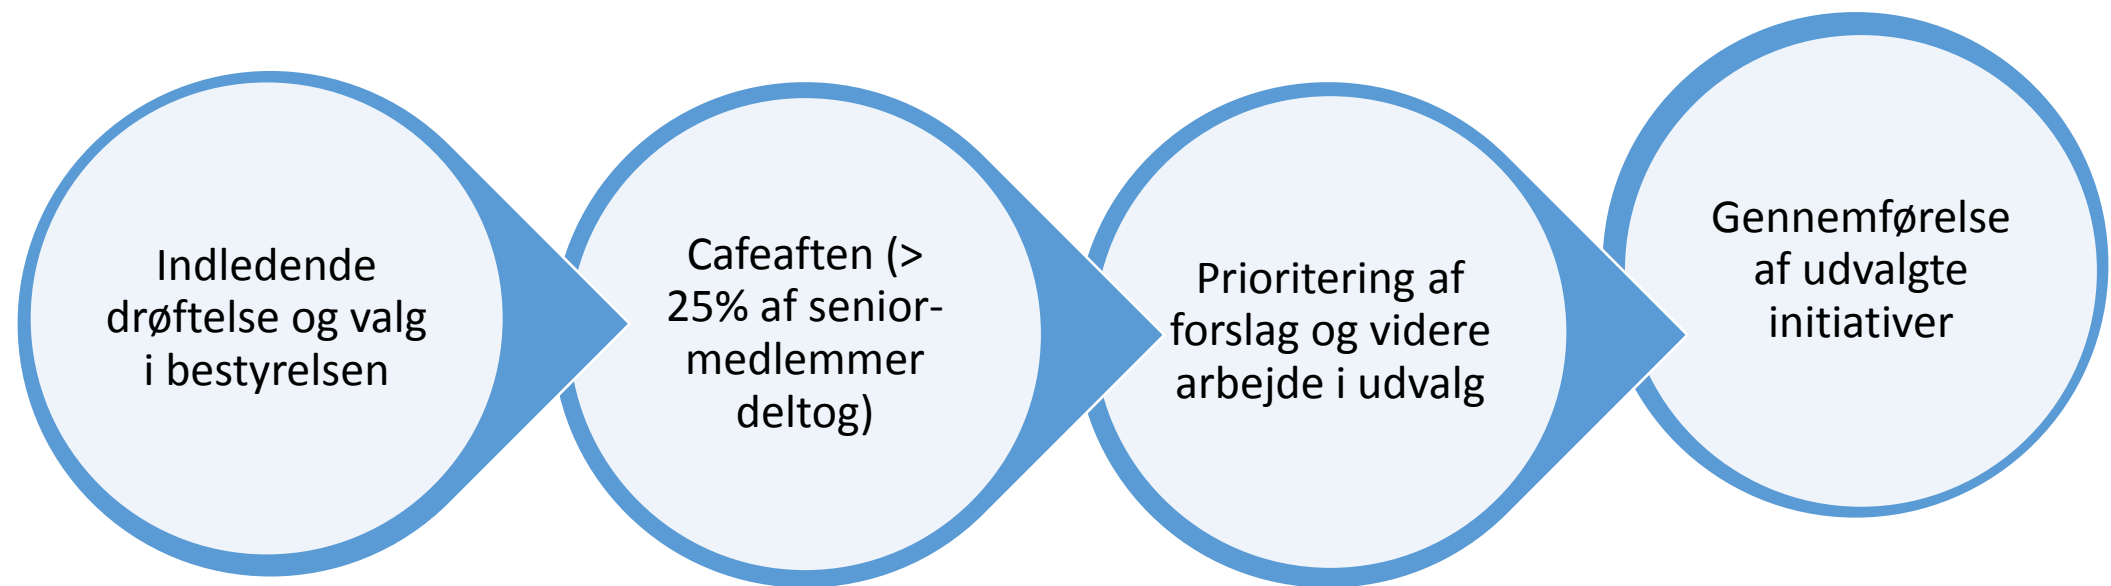 Indledende
drøftelse og valg
i bestyrelsen
Cafeaften (>
25% af senior-
medlemmer
deltog)
Prioritering af
forslag og videre
arbejde i udvalg
Gennemførelse
af udvalgte
initiativer